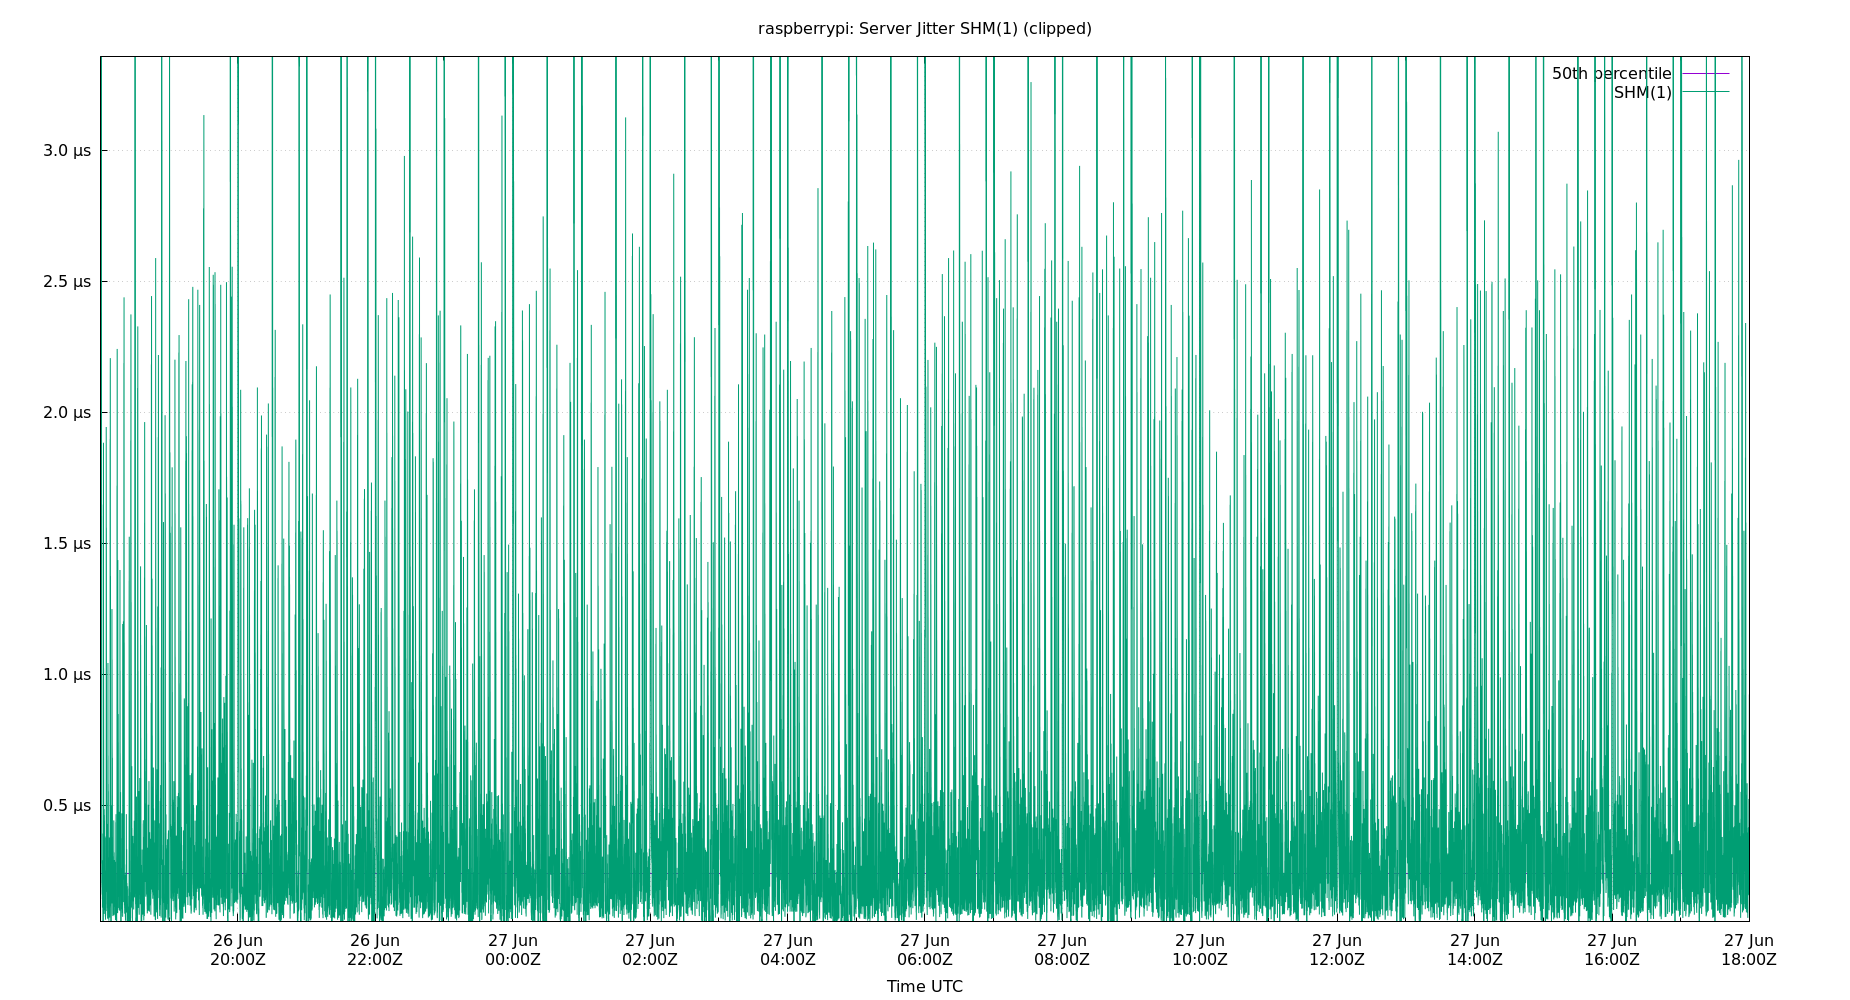 raspberrypi: Server Jitter SHM(1) (clipped)
50th percentile
SHM(1)
3.0 µs
2.5 µs
2.0 µs
1.5 µs
1.0 µs
0.5 µs
26 Jun 26 Jun 27 Jun 27 Jun 27 Jun 27 Jun 27 Jun 27 Jun 27 Jun 27 Jun 27 Jun 27 Jun
20:00Z 22:00Z 00:00Z 02:00Z 04:00Z 06:00Z 08:00Z 10:00Z 12:00Z 14:00Z 16:00Z 18:00Z
Time UTC